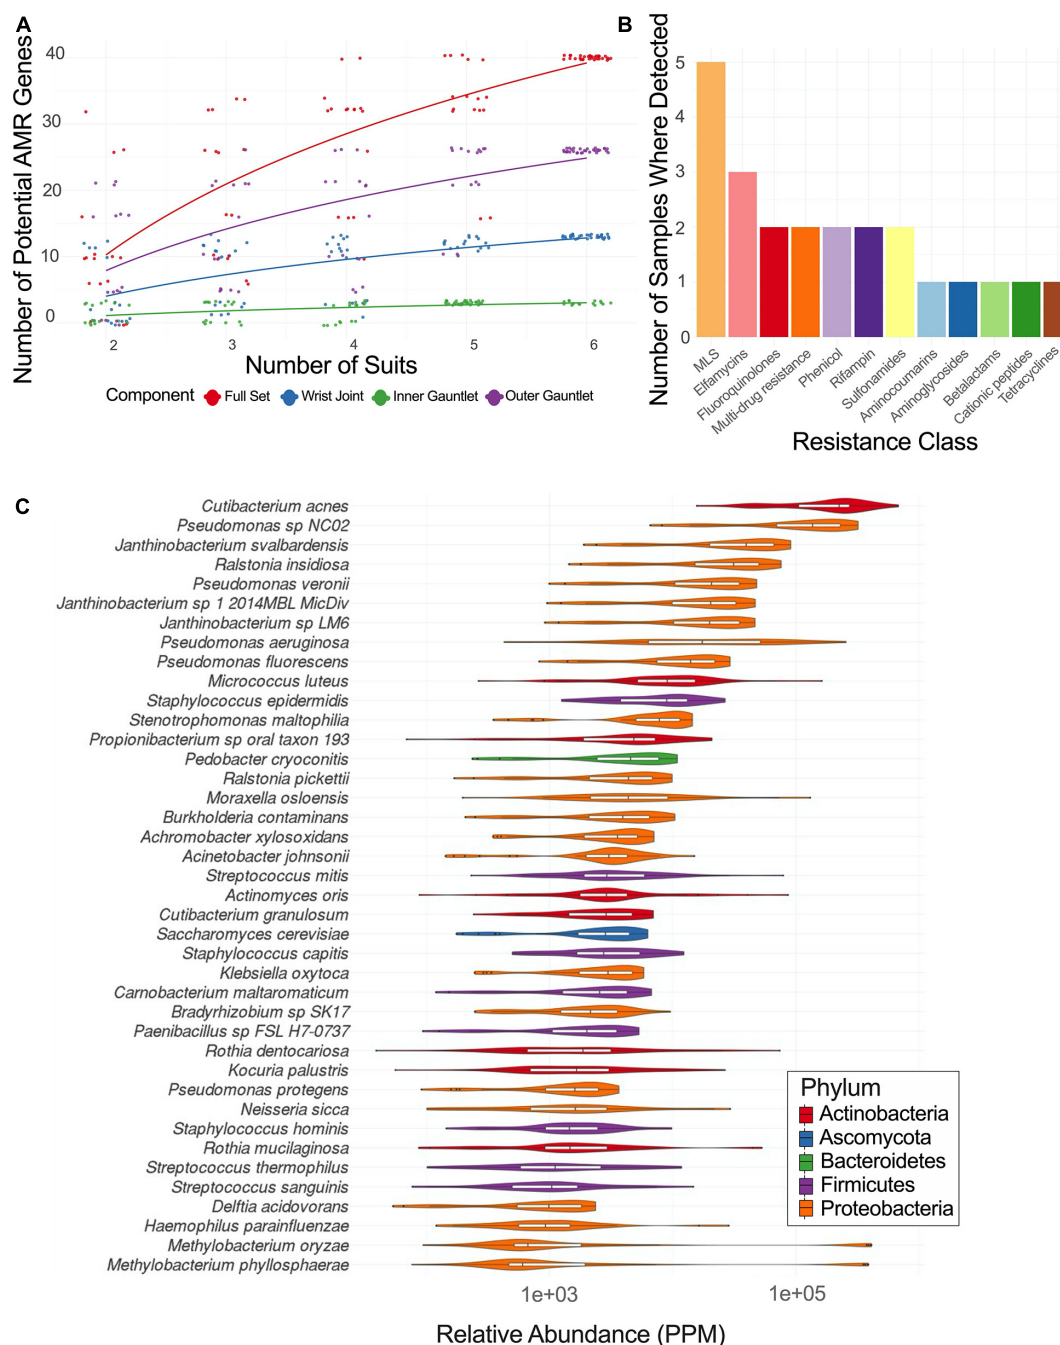 A
Number of Potential AMR Genes
40
30
20
10
0
2
3
4
5
6
Number of Suits
Component Full Set Wrist Joint Inner Gauntlet Outer Gauntlet
B
Number of Samples Where Detected
5
4
3
2
1
0
MLS
Elfamycins
Fluoroquinolones
Multi-drug resistance
Phenicol
Rifampin
Sulfonamides
Aminocoumarins
Aminoglycosides
Betalactams
Cationic peptides
Tetracyclines
Resistance Class
C
Cutibacterium acnes
Pseudomonas sp NC02
Janthinobacterium svalbardensis
Ralstonia insidiosa
Pseudomonas veronii
Janthinobacterium sp 1 2014MBL MicDiv
Janthinobacterium sp LM6
Pseudomonas aeruginosa
Pseudomonas fluorescens
Micrococcus luteus
Staphylococcus epidermidis
Stenotrophomonas maltophilia
Propionibacterium sp oral taxon 193
Pedobacter cryoconitis
Ralstonia pickettii
Moraxella osloensis
Burkholderia contaminans
Achromobacter xylosoxidans
Acinetobacter johnsonii
Streptococcus mitis
Actinomyces oris
Cutibacterium granulosum
Saccharomyces cerevisiae
Staphylococcus capitis
Klebsiella oxytoca
Carnobacterium maltaromaticum
Bradyrhizobium sp SK17
Paenibacillus sp FSL H7-0737
Rothia dentocariosa
Kocuria palustris
Pseudomonas protegens
Neisseria sicca
Staphylococcus hominis
Rothia mucilaginosa
Streptococcus thermophilus
Streptococcus sanguinis
Delftia acidovorans
Haemophilus parainfluenzae
Methylobacterium oryzae
Methylobacterium phyllosphaerae
Phylum
Actinobacteria
Ascomycota
Bacteroidetes
Firmicutes
Proteobacteria
1e+03
1e+05
Relative Abundance (PPM)